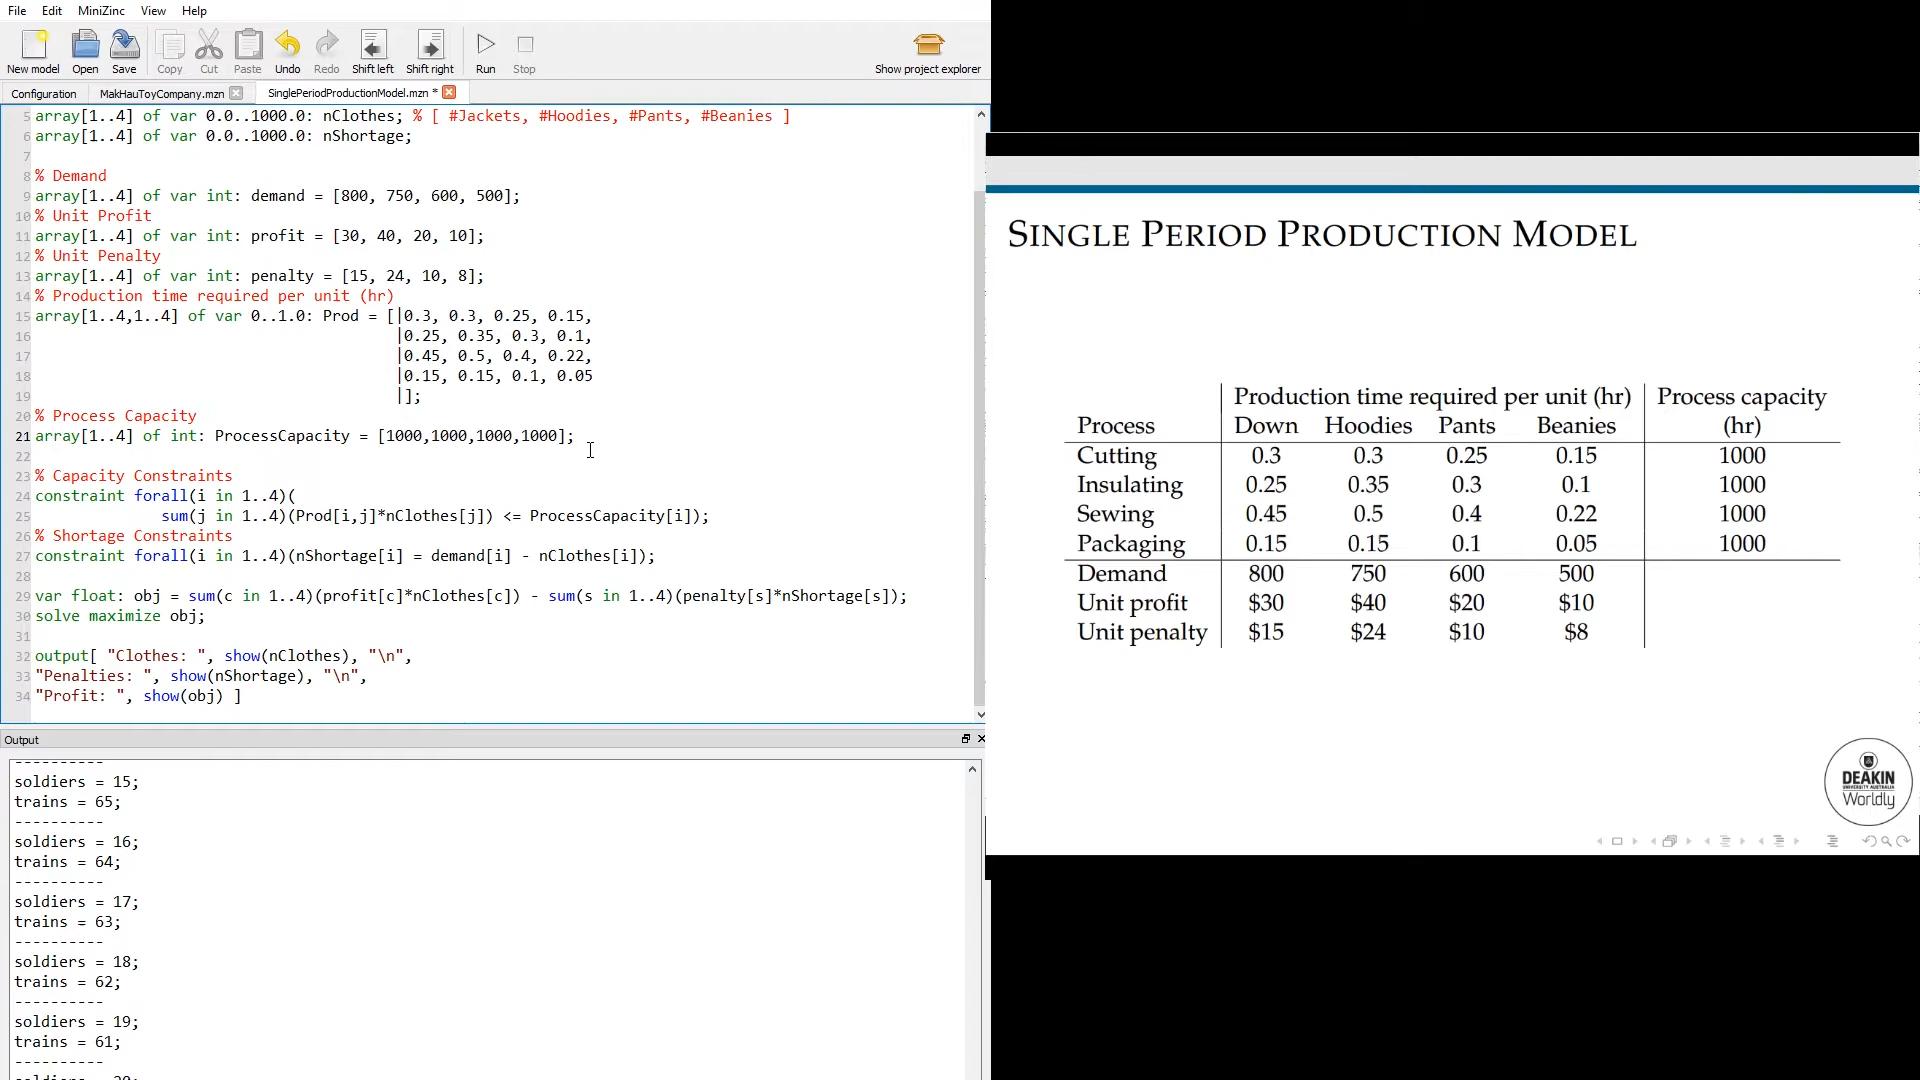 File Edit MiniZinc View Help
New model Open Save Copy Cut Paste Undo Redo Shift left Shift right Run Stop Show project explorer
Configuration MakHauToyCompany.mzn SinglePeriodProductionModel.mzn *
5 array[1..4] of var 0.0..1000.0: nClothes; % [ #Jackets, #Hoodies, #Pants, #Beanies ]
6 array[1..4] of var 0.0..1000.0: nShortage;
7
8 % Demand
9 array[1..4] of var int: demand = [800, 750, 600, 500];
10 % Unit Profit
11 array[1..4] of var int: profit = [30, 40, 20, 10];
12 % Unit Penalty
13 array[1..4] of var int: penalty = [15, 24, 10, 8];
14 % Production time required per unit (hr)
15 array[1..4,1..4] of var 0..1.0: Prod = [|0.3, 0.3, 0.25, 0.15,
16 |0.25, 0.35, 0.3, 0.1,
17 |0.45, 0.5, 0.4, 0.22,
18 |0.15, 0.15, 0.1, 0.05
19 |];
20 % Process Capacity
21 array[1..4] of int: ProcessCapacity = [1000,1000,1000,1000];
22
23 % Capacity Constraints
24 constraint forall(i in 1..4)(
25 sum(j in 1..4)(Prod[i,j]*nClothes[j]) <= ProcessCapacity[i]);
26 % Shortage Constraints
27 constraint forall(i in 1..4)(nShortage[i] = demand[i] - nClothes[i]);
28
29 var float: obj = sum(c in 1..4)(profit[c]*nClothes[c]) - sum(s in 1..4)(penalty[s]*nShortage[s]);
30 solve maximize obj;
31
32 output[ "Clothes: ", show(nClothes), "\n",
33 "Penalties: ", show(nShortage), "\n",
34 "Profit: ", show(obj) ]
Output
----------
soldiers = 15;
trains = 65;
----------
soldiers = 16;
trains = 64;
----------
soldiers = 17;
trains = 63;
----------
soldiers = 18;
trains = 62;
----------
soldiers = 19;
trains = 61;
----------
SINGLE PERIOD PRODUCTION MODEL
Production time required per unit (hr) Process capacity
Process Down Hoodies Pants Beanies (hr)
Cutting 0.3 0.3 0.25 0.15 1000
Insulating 0.25 0.35 0.3 0.1 1000
Sewing 0.45 0.5 0.4 0.22 1000
Packaging 0.15 0.15 0.1 0.05 1000
Demand 800 750 600 500
Unit profit $30 $40 $20 $10
Unit penalty $15 $24 $10 $8
DEAKIN
UNIVERSITY AUSTRALIA
Worldly